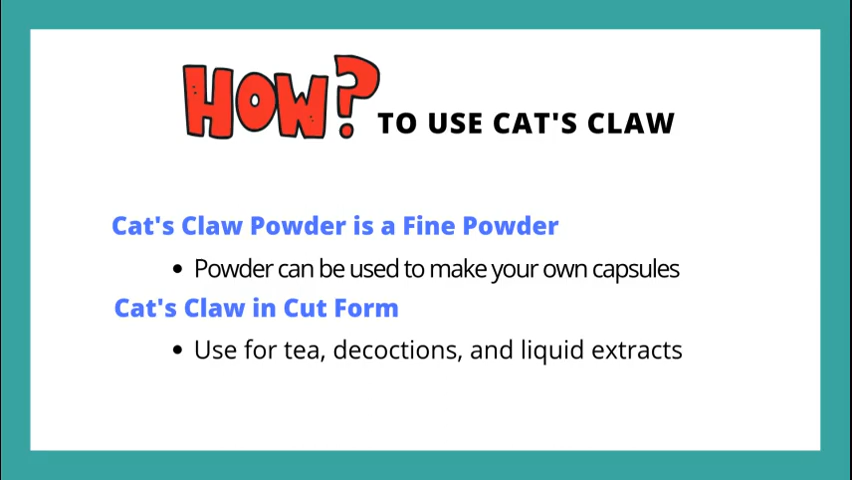 HOW? TO USE CAT'S CLAW
Cat's Claw Powder is a Fine Powder
• Powder can be used to make your own capsules
Cat's Claw in Cut Form
• Use for tea, decoctions, and liquid extracts